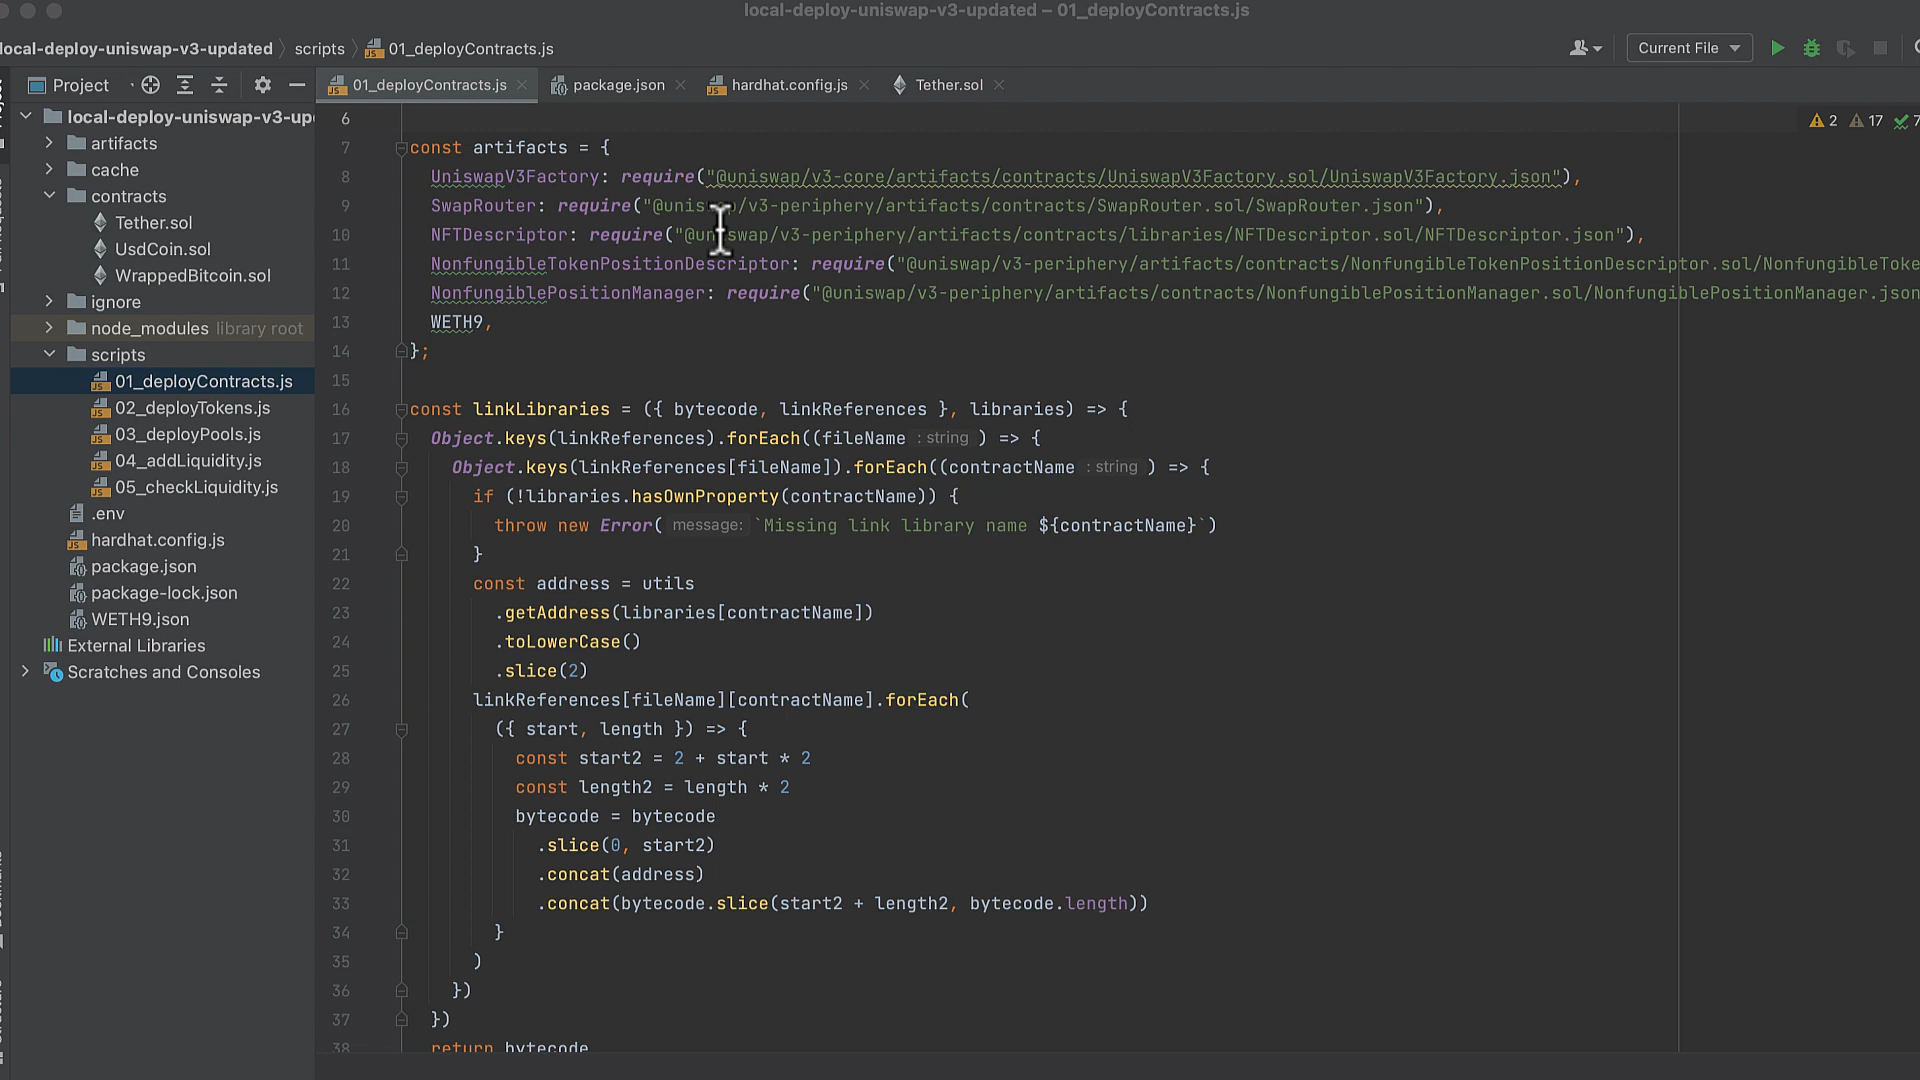 local-deploy-uniswap-v3-updated – 01_deployContracts.js
local-deploy-uniswap-v3-updated
scripts
01_deployContracts.js
Current File
Project
01_deployContracts.js
package.json
hardhat.config.js
Tether.sol
local-deploy-uniswap-v3-up
artifacts
cache
contracts
Tether.sol
UsdCoin.sol
WrappedBitcoin.sol
ignore
node_modules library root
scripts
01_deployContracts.js
02_deployTokens.js
03_deployPools.js
04_addLiquidity.js
05_checkLiquidity.js
.env
hardhat.config.js
package.json
package-lock.json
WETH9.json
External Libraries
Scratches and Consoles
2 17 7
6
7 const artifacts = {
8 UniswapV3Factory: require("@uniswap/v3-core/artifacts/contracts/UniswapV3Factory.sol/UniswapV3Factory.json"),
9 SwapRouter: require("@uniswap/v3-periphery/artifacts/contracts/SwapRouter.sol/SwapRouter.json"),
10 NFTDescriptor: require("@uniswap/v3-periphery/artifacts/contracts/libraries/NFTDescriptor.sol/NFTDescriptor.json"),
11 NonfungibleTokenPositionDescriptor: require("@uniswap/v3-periphery/artifacts/contracts/NonfungibleTokenPositionDescriptor.sol/NonfungibleToke
12 NonfungiblePositionManager: require("@uniswap/v3-periphery/artifacts/contracts/NonfungiblePositionManager.sol/NonfungiblePositionManager.json
13 WETH9,
14 };
15
16 const linkLibraries = ({ bytecode, linkReferences }, libraries) => {
17 Object.keys(linkReferences).forEach((fileName : string ) => {
18 Object.keys(linkReferences[fileName]).forEach((contractName : string ) => {
19 if (!libraries.hasOwnProperty(contractName)) {
20 throw new Error( message: `Missing link library name ${contractName}`)
21 }
22 const address = utils
23 .getAddress(libraries[contractName])
24 .toLowerCase()
25 .slice(2)
26 linkReferences[fileName][contractName].forEach(
27 ({ start, length }) => {
28 const start2 = 2 + start * 2
29 const length2 = length * 2
30 bytecode = bytecode
31 .slice(0, start2)
32 .concat(address)
33 .concat(bytecode.slice(start2 + length2, bytecode.length))
34 }
35 )
36 })
37 })
38 return bytecode